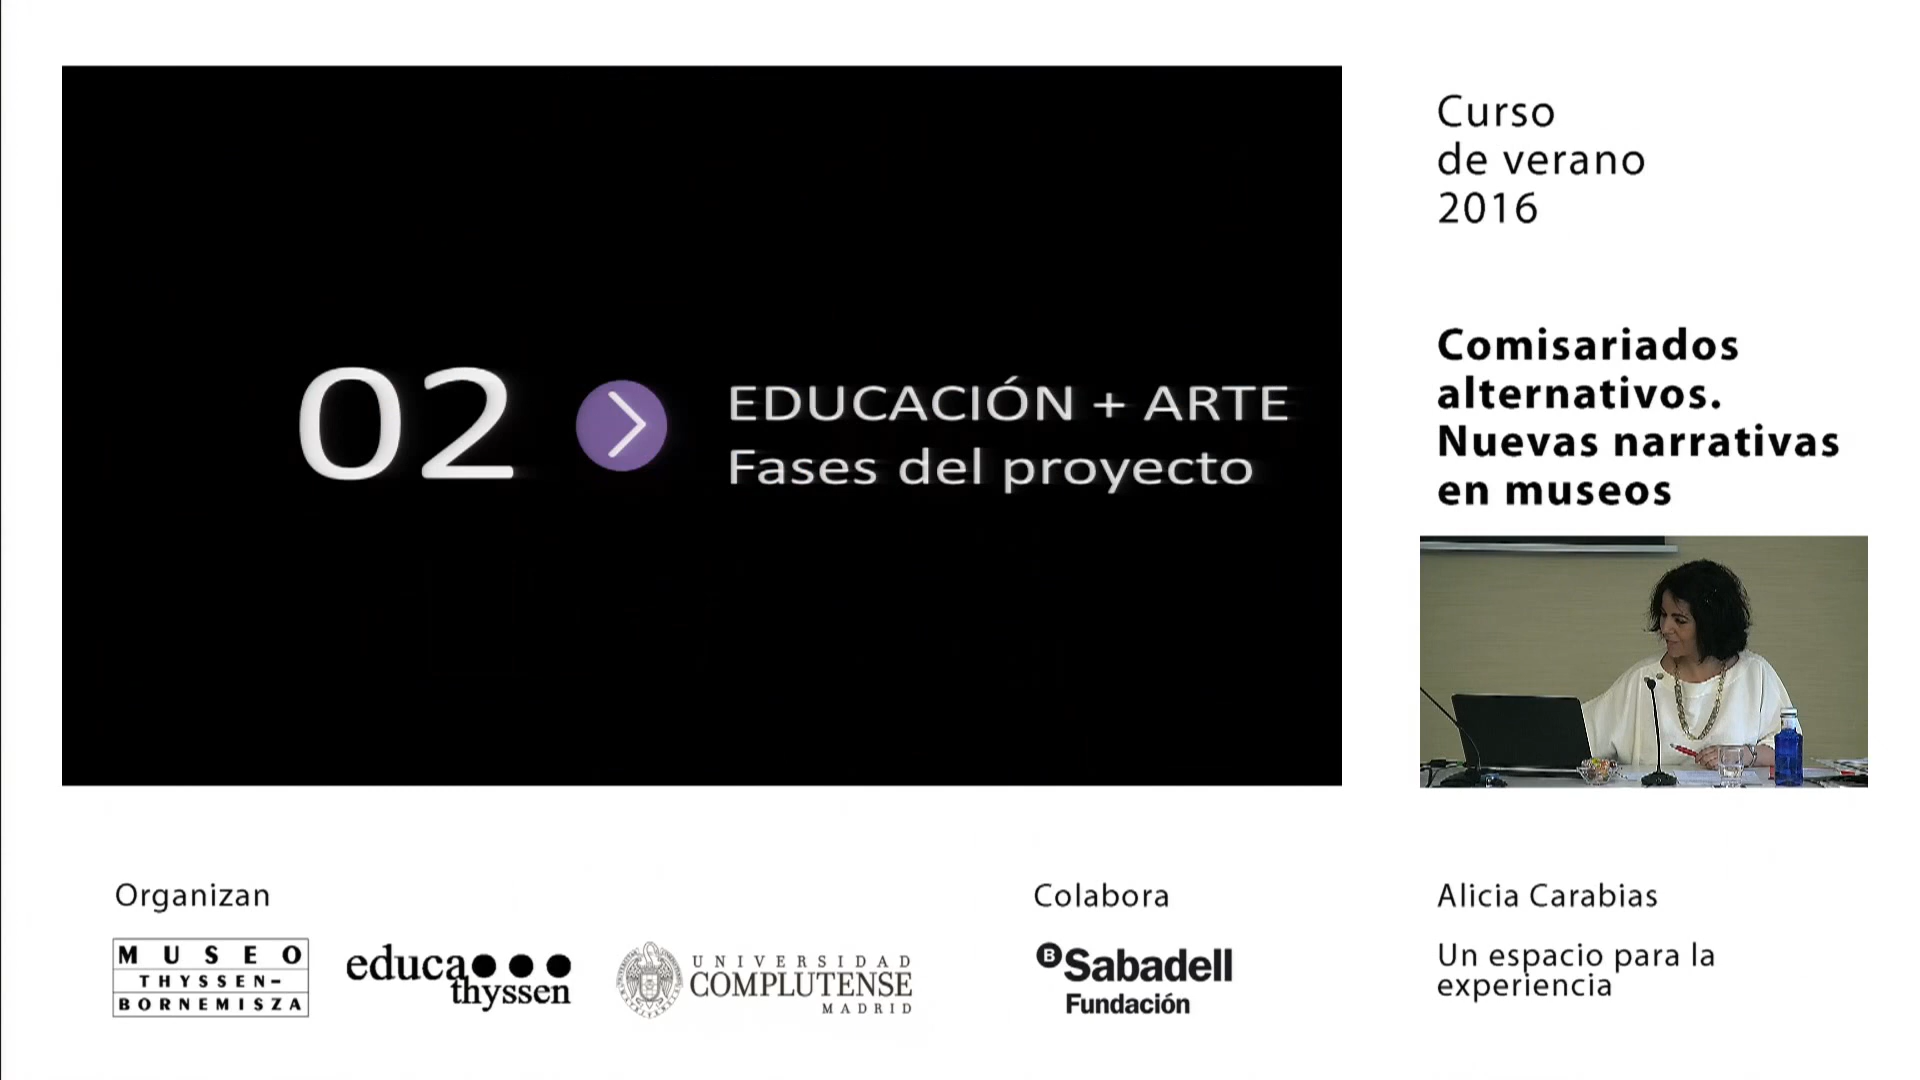 02
EDUCACIÓN + ARTE
Fases del proyecto
Curso
de verano
2016
Comisariados
alternativos.
Nuevas narrativas
en museos
Organizan
MUSEO
THYSSEN-
BORNEMISZA
educa
thyssen
UNIVERSIDAD
COMPLUTENSE
MADRID
Colabora
B Sabadell
Fundación
Alicia Carabias
Un espacio para la
experiencia